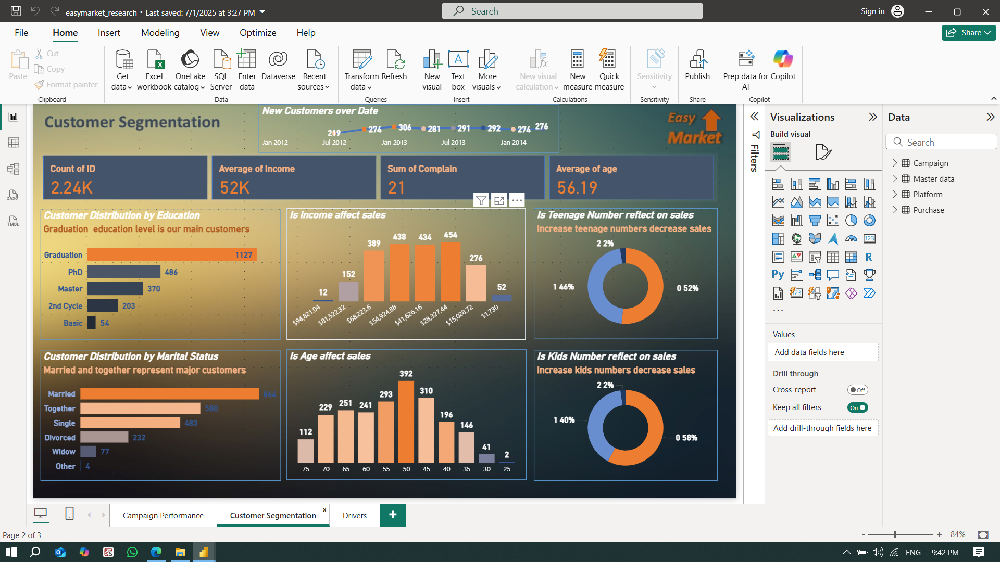 easymarket_research • Last saved: 7/1/2025 at 3:27 PM
Search
Sign in
File Home Insert Modeling View Optimize Help
Share
Paste
Cut
Copy
Format painter
Clipboard
Get data
Excel workbook
OneLake catalog
SQL Server
Enter data
Dataverse
Recent sources
Data
Transform data
Refresh
Queries
New visual
Text box
More visuals
Insert
New visual calculation
New measure
Quick measure
Calculations
Sensitivity
Sensitivity
Publish
Share
Prep data for AI
Copilot
Copilot
DAX
TMDL
Customer Segmentation
New Customers over Date
219 274 306 281 291 292 274 276
Jan 2012 Jul 2012 Jan 2013 Jul 2013 Jan 2014
Easy
Market
Count of ID
2.24K
Average of Income
52K
Sum of Complain
21
Average of age
56.19
Customer Distribution by Education
Graduation education level is our main customers
Graduation 1127
PhD 486
Master 370
2nd Cycle 203
Basic 54
Is Income affect sales
12 152 389 438 434 454 276 52
$94,821.04 $81,522.32 $68,223.6 $54,924.88 $41,626.16 $28,327.44 $15,028.72 $1,730
Is Teenage Number reflect on sales
Increase teenage numbers decrease sales
2 2%
1 46%
0 52%
Customer Distribution by Marital Status
Married and together represent major customers
Married 864
Together 580
Single 483
Divorced 232
Widow 77
Other 4
Is Age affect sales
112 229 251 241 293 392 310 196 146 41 2
75 70 65 60 55 50 45 40 35 30 25
Is Kids Number reflect on sales
Increase kids numbers decrease sales
2 2%
1 40%
0 58%
Filters
Visualizations
Build visual
123
R
Py
123
...
Values
Add data fields here
Drill through
Cross-report Off
Keep all filters On
Add drill-through fields here
Data
Search
Campaign
Master data
Platform
Purchase
Campaign Performance
Customer Segmentation x
Drivers
+
Page 2 of 3
- + 84%
ENG 9:42 PM